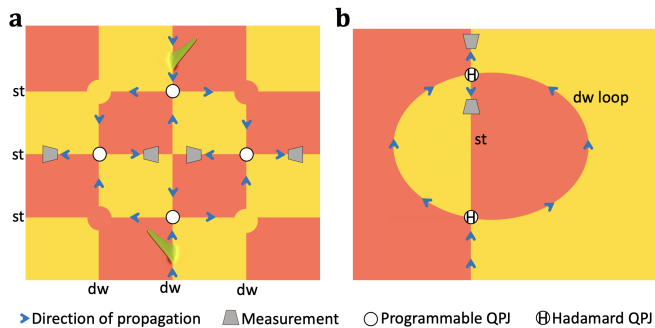 a
b
st
st
st
dw
dw
dw
H
dw loop
st
H
Direction of propagation
Measurement
Programmable QPJ
H Hadamard QPJ